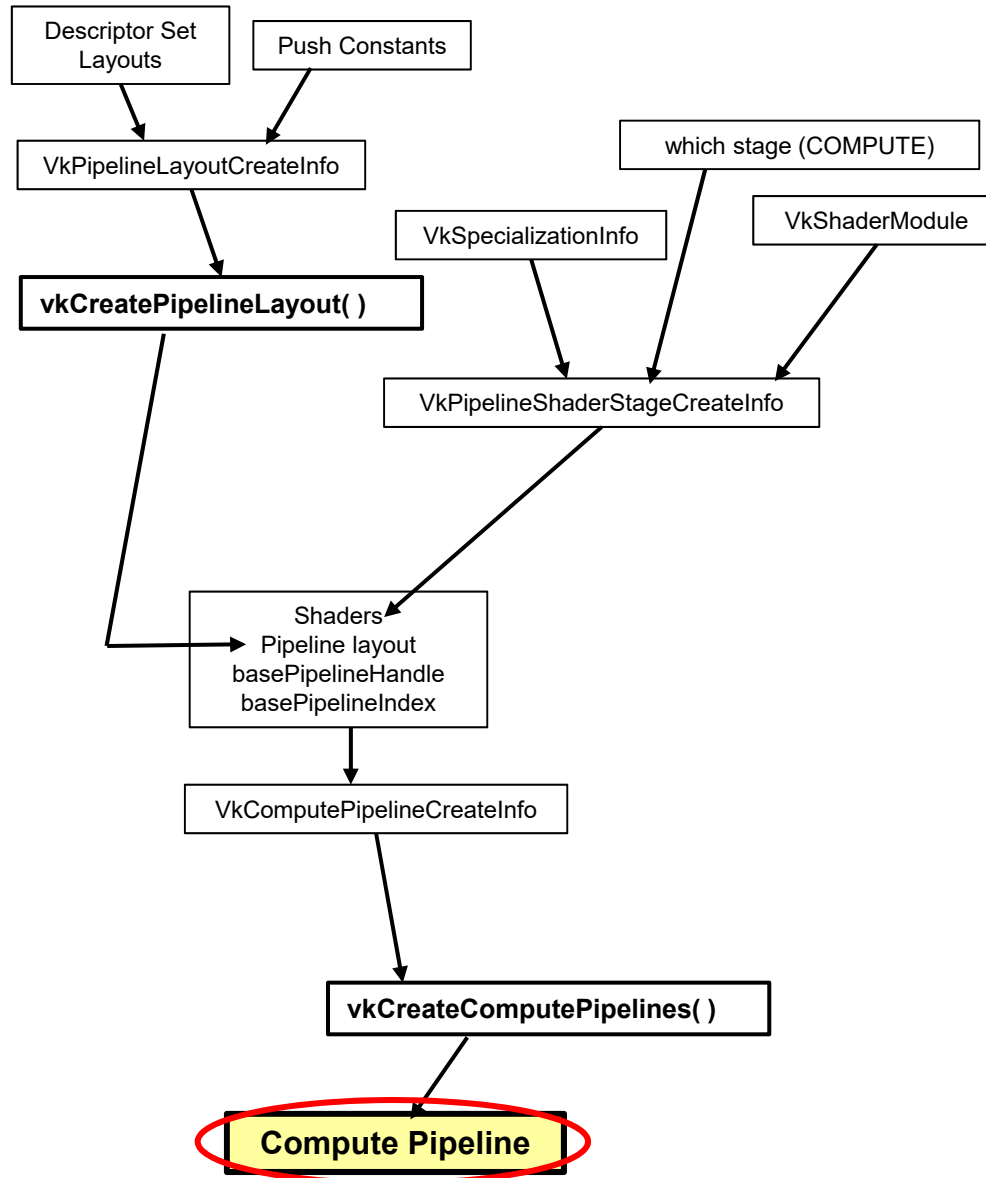 Descriptor Set
Layouts
Push Constants
VkPipelineLayoutCreateInfo
which stage (COMPUTE)
VkShaderModule
VkSpecializationInfo
vkCreatePipelineLayout( )
VkPipelineShaderStageCreateInfo
Shaders
Pipeline layout
basePipelineHandle
basePipelineIndex
VkComputePipelineCreateInfo
vkCreateComputePipelines( )
Compute Pipeline